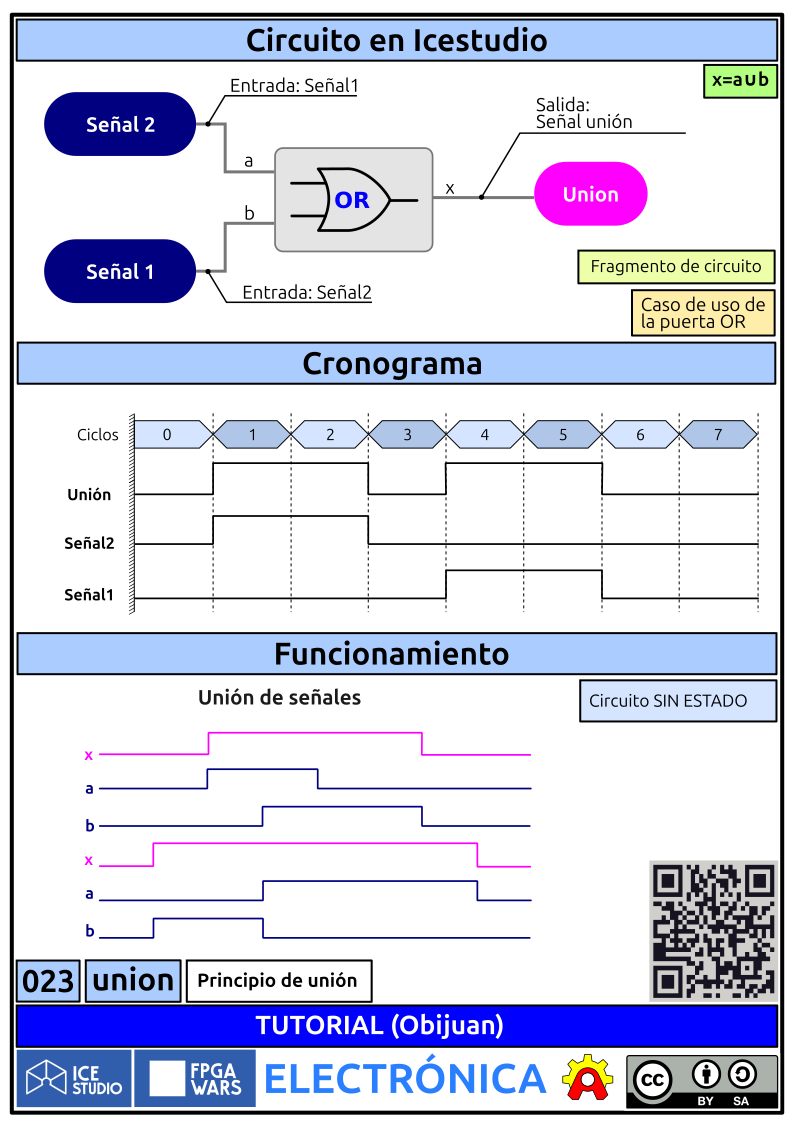 Circuito en Icestudio
x=a∪b
Entrada: Señal1
Salida:
Señal unión
Señal 2
a
OR
x
Union
b
Señal 1
Entrada: Señal2
Fragmento de circuito
Caso de uso de
la puerta OR
Cronograma
Ciclos 0 1 2 3 4 5 6 7
Unión
Señal2
Señal1
Funcionamiento
Unión de señales
Circuito SIN ESTADO
x
a
b
x
a
b
023 union Principio de unión
TUTORIAL (Obijuan)
ICE
STUDIO
FPGA
WARS
ELECTRÓNICA
A
cc
BY SA